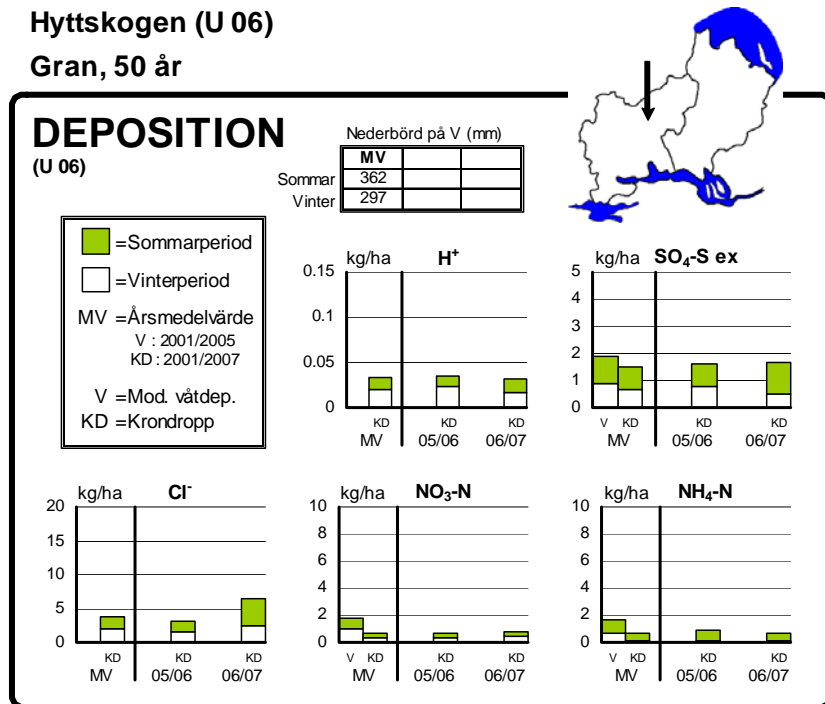 Hyttskogen (U 06)
Gran, 50 år
DEPOSITION
(U 06)
Nederbörd på V (mm)
MV
Sommar 362
Vinter 297
=Sommarperiod
=Vinterperiod
MV =Årsmedelvärde
V : 2001/2005
KD : 2001/2007
V =Mod. våtdep.
KD =Krondropp
kg/ha H⁺
0.15
0.1
0.05
0
KD KD KD
MV 05/06 06/07
kg/ha SO₄-S ex
5
4
3
2
1
0
V KD KD KD
MV 05/06 06/07
kg/ha Cl⁻
20
15
10
5
0
KD KD KD
MV 05/06 06/07
kg/ha NO₃-N
10
8
6
4
2
0
V KD KD KD
MV 05/06 06/07
kg/ha NH₄-N
10
8
6
4
2
0
V KD KD KD
MV 05/06 06/07